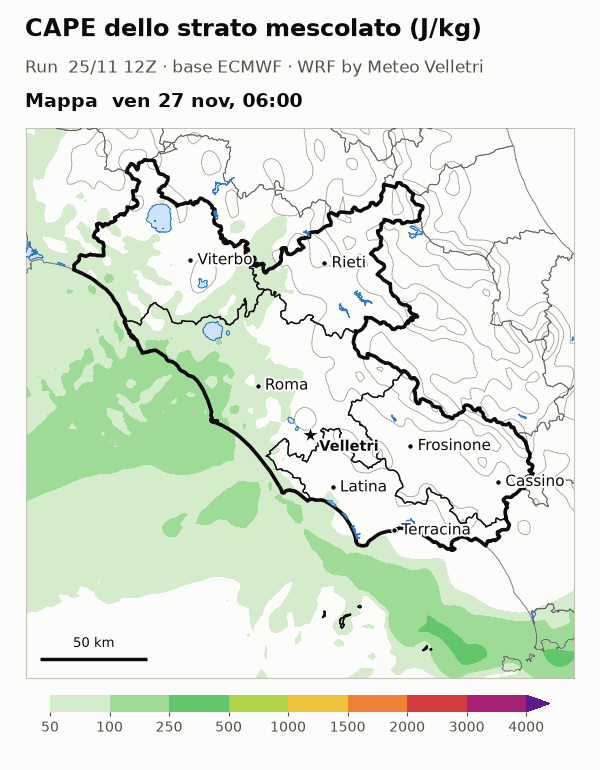 CAPE dello strato mescolato (J/kg)
Run  25/11 12Z · base ECMWF · WRF by Meteo Velletri
Mappa  ven 27 nov, 06:00
Viterbo
Rieti
Roma
Velletri
Frosinone
Cassino
Latina
Terracina
50 km
50 100 250 500 1000 1500 2000 3000 4000